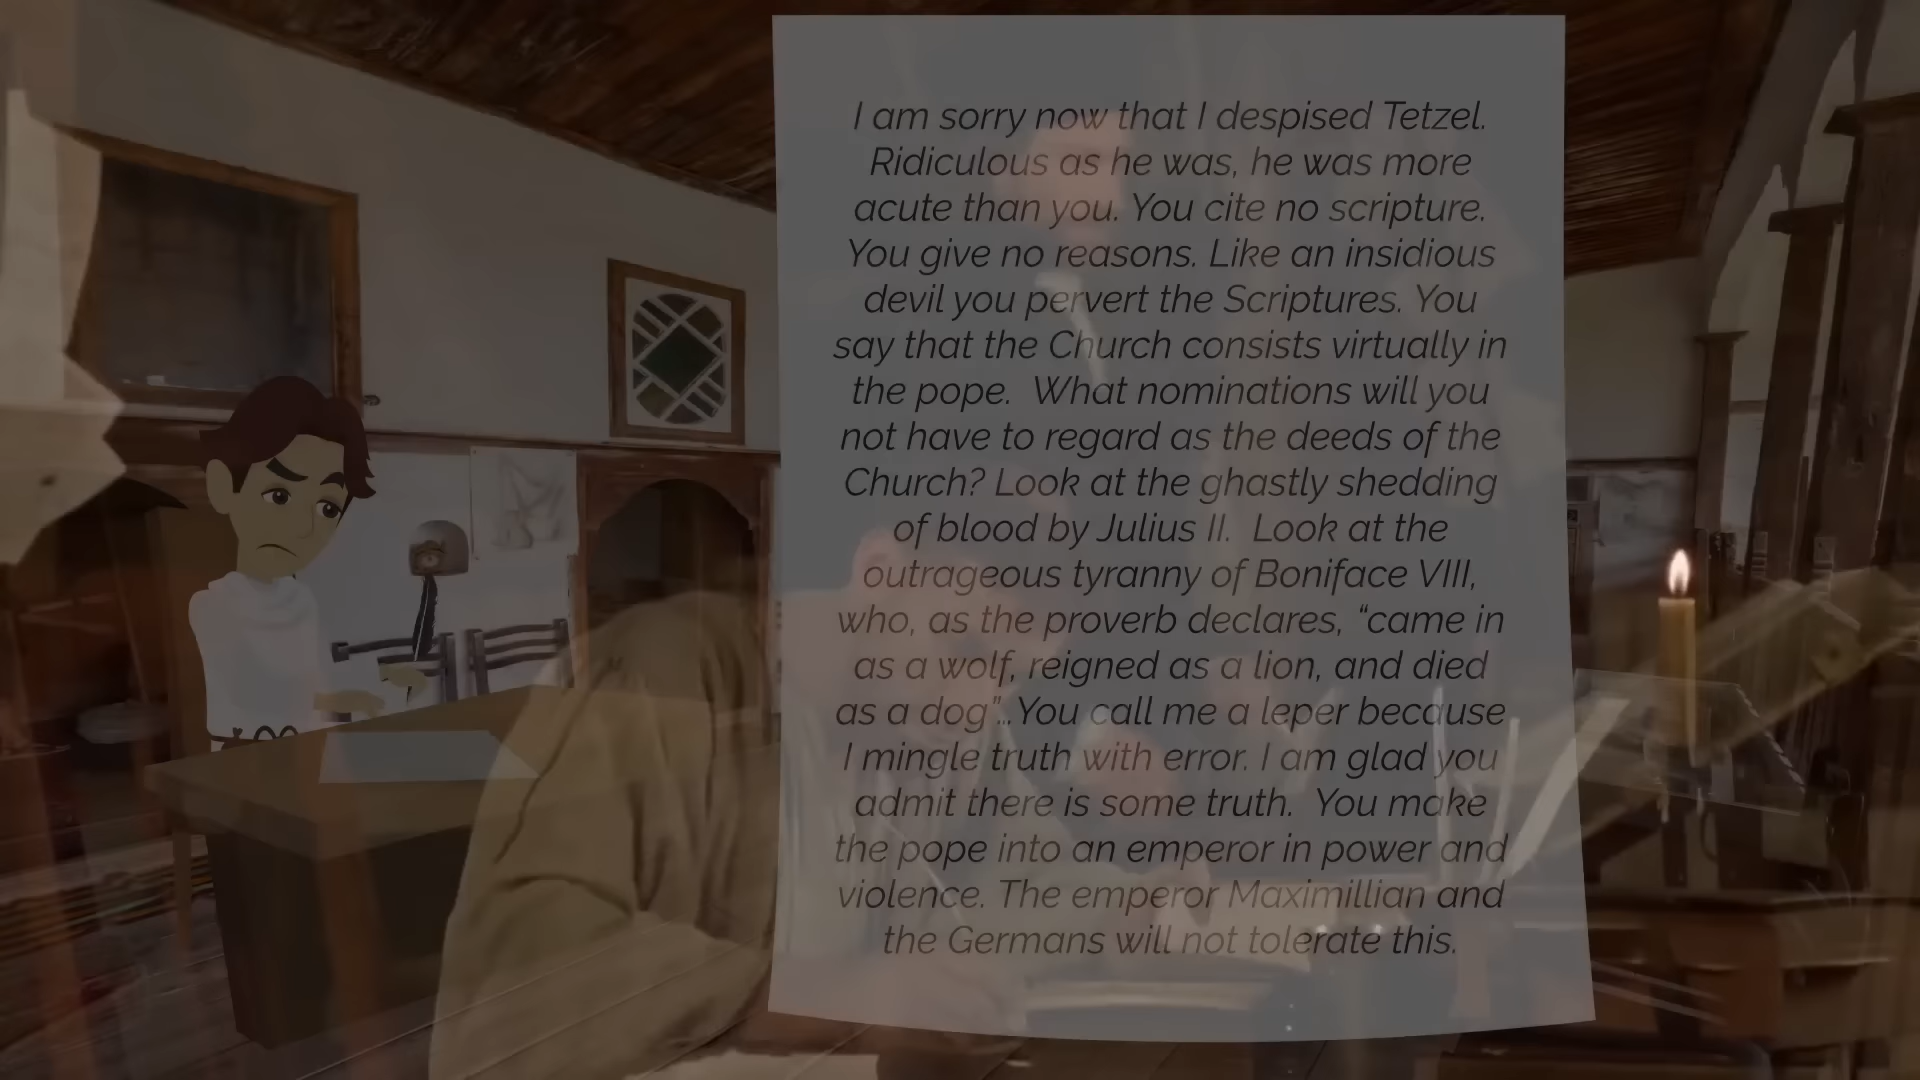 I am sorry now that I despised Tetzel.
Ridiculous as he was, he was more
acute than you. You cite no scripture.
You give no reasons. Like an insidious
devil you pervert the Scriptures. You
say that the Church consists virtually in
the pope.  What nominations will you
not have to regard as the deeds of the
Church? Look at the ghastly shedding
of blood by Julius II.  Look at the
outrageous tyranny of Boniface VIII,
who, as the proverb declares, “came in
as a wolf, reigned as a lion, and died
as a dog”…You call me a leper because
I mingle truth with error. I am glad you
admit there is some truth.  You make
the pope into an emperor in power and
violence. The emperor Maximillian and
the Germans will not tolerate this.